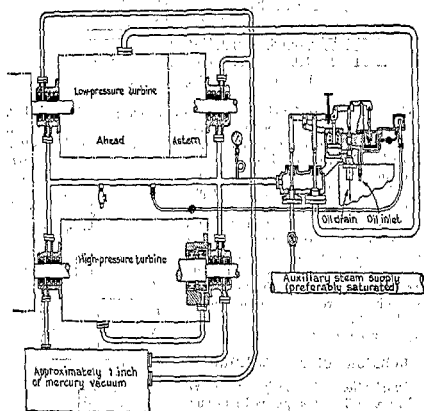 Low-pressure turbine
Ahead
Astern
Oil drain Oil inlet
High-pressure turbine
Auxiliary steam supply
(preferably saturated)
Approximately 1 inch
of mercury vacuum